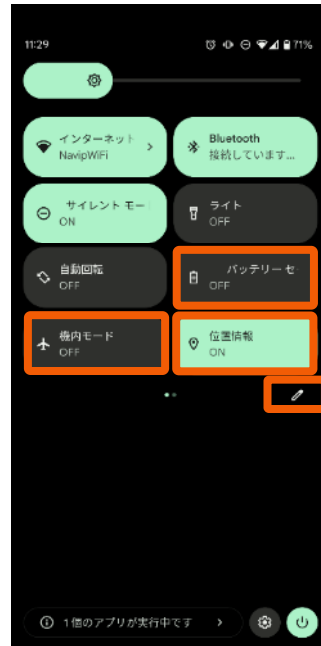 11:29
71%
インターネット
NavipWiFi
Bluetooth
接続しています...
サイレント モー
ON
ライト
OFF
自動回転
OFF
バッテリー セ
OFF
機内モード
OFF
位置情報
ON
1個のアプリが実行中です